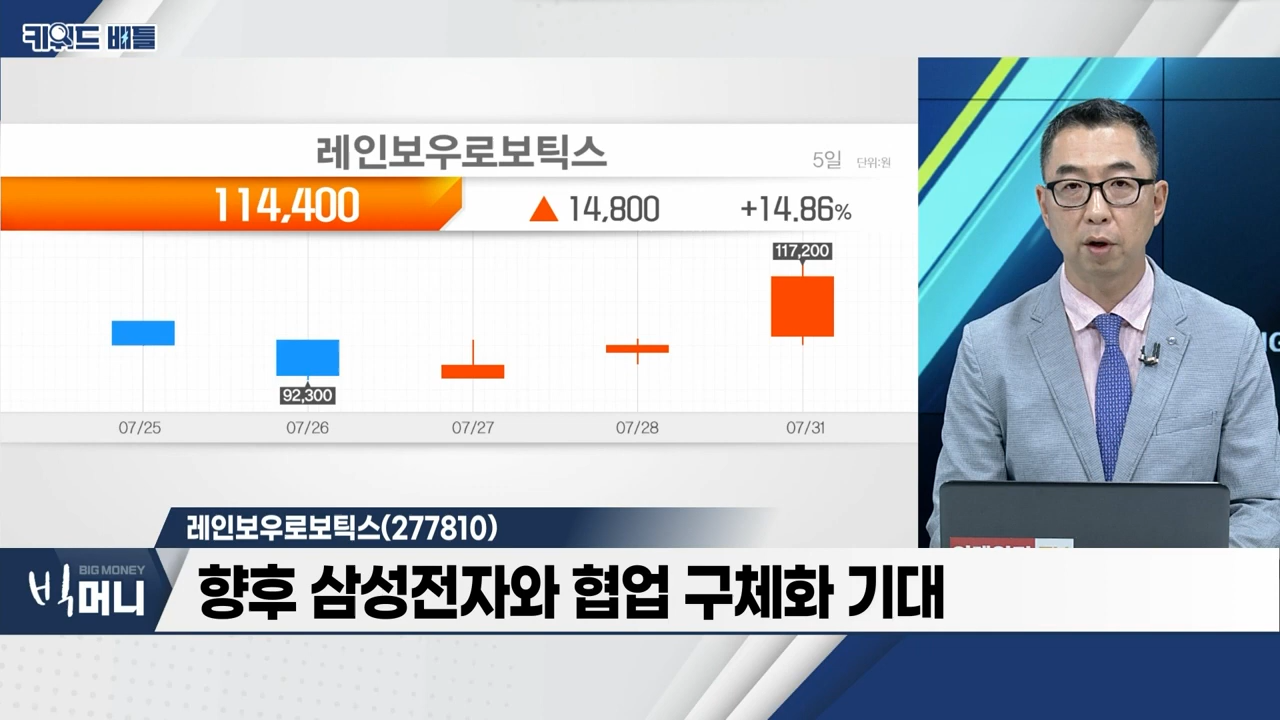 키워드 배틀
레인보우로보틱스
5일 단위:원
114,400 ▲ 14,800 +14.86%
117,200
92,300
07/25 07/26 07/27 07/28 07/31
레인보우로보틱스(277810)
BIG MONEY
빅머니
향후 삼성전자와 협업 구체화 기대